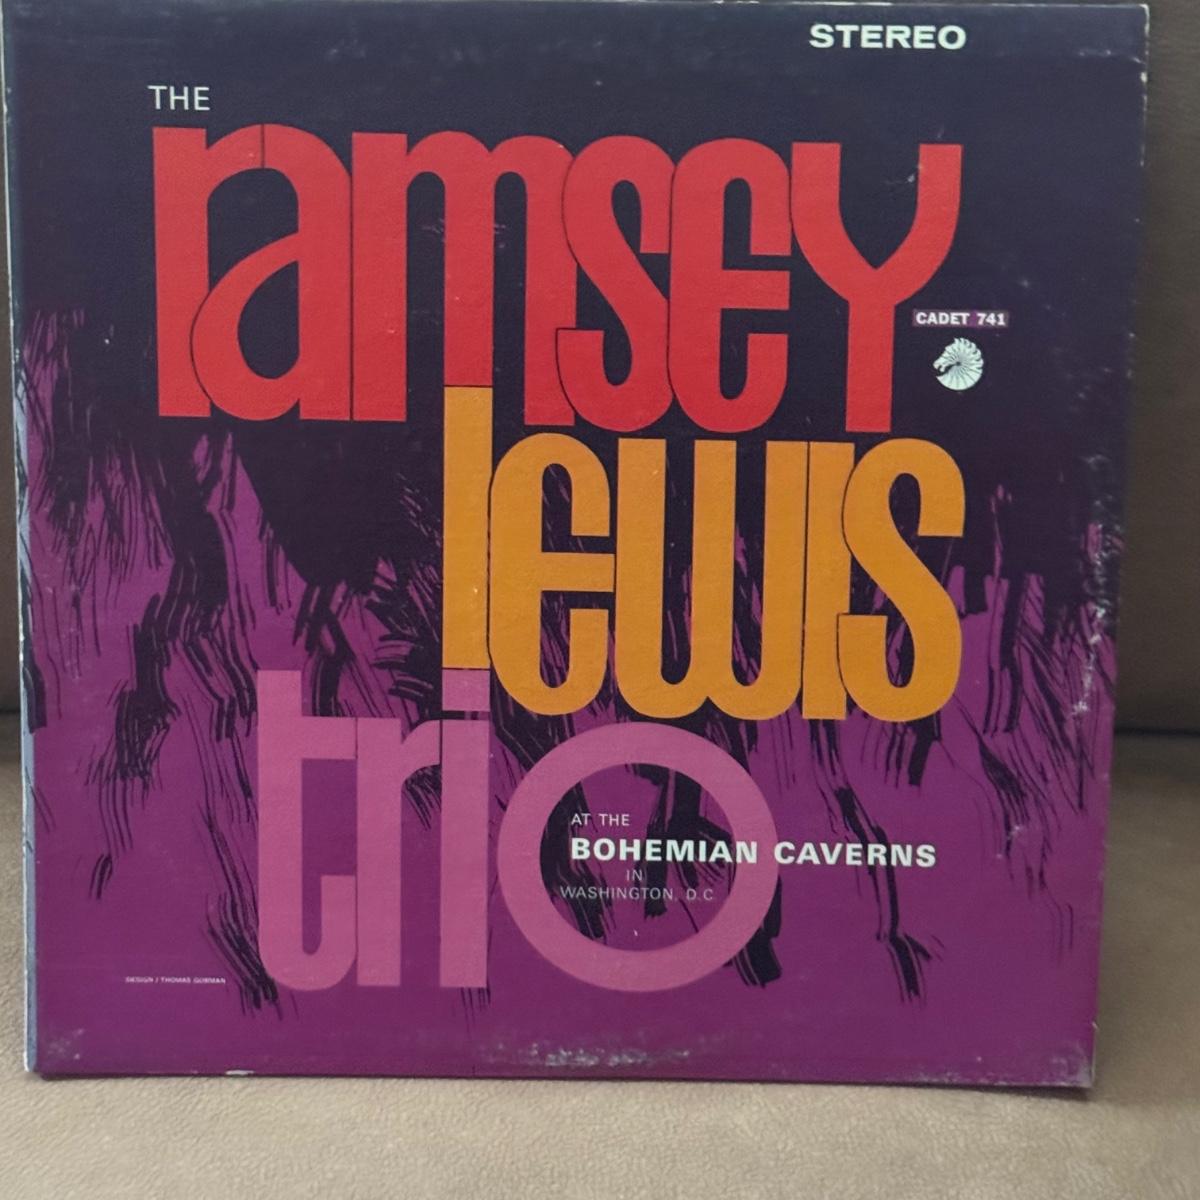 STEREO
THE
ramsey
CADET 741
lewis
trio
AT THE
BOHEMIAN CAVERNS
IN
WASHINGTON, D.C.
DESIGN / THOMAS GORMAN